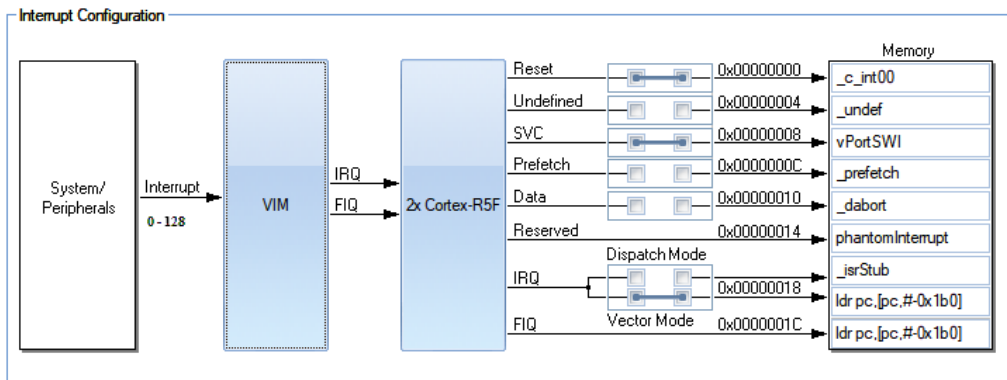 Interrupt Configuration
Memory
Reset 0x00000000 _c_int00
Undefined 0x00000004 _undef
SVC 0x00000008 vPortSWI
Prefetch 0x0000000C _prefetch
Data 0x00000010 _dabort
Reserved 0x00000014 phantomInterrupt
System/
Peripherals
Interrupt
0 - 128
VIM
IRQ
FIQ
2x Cortex-R5F
Dispatch Mode
_isrStub
IRQ 0x00000018 ldr pc,[pc,#-0x1b0]
Vector Mode
FIQ 0x0000001C ldr pc,[pc,#-0x1b0]